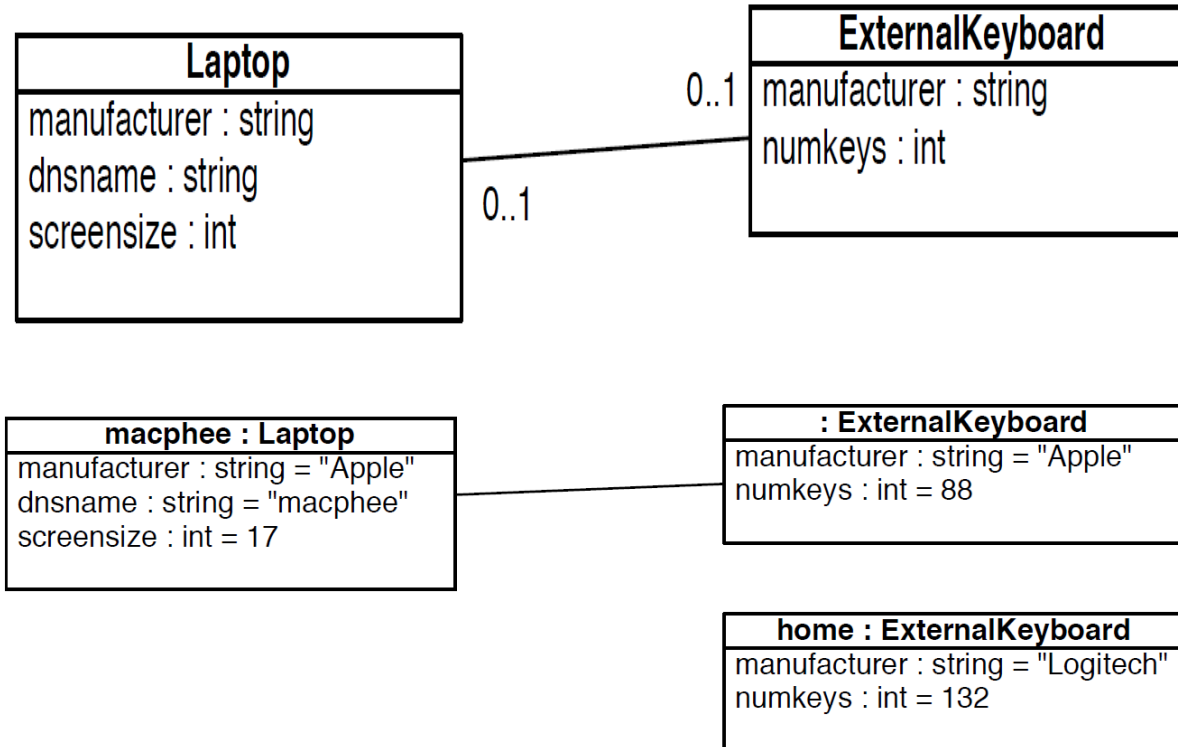 Laptop
manufacturer : string
dnsname : string
screensize : int
0..1
0..1
ExternalKeyboard
manufacturer : string
numkeys : int
macphee : Laptop
manufacturer : string = "Apple"
dnsname : string = "macphee"
screensize : int = 17
: ExternalKeyboard
manufacturer : string = "Apple"
numkeys : int = 88
home : ExternalKeyboard
manufacturer : string = "Logitech"
numkeys : int = 132